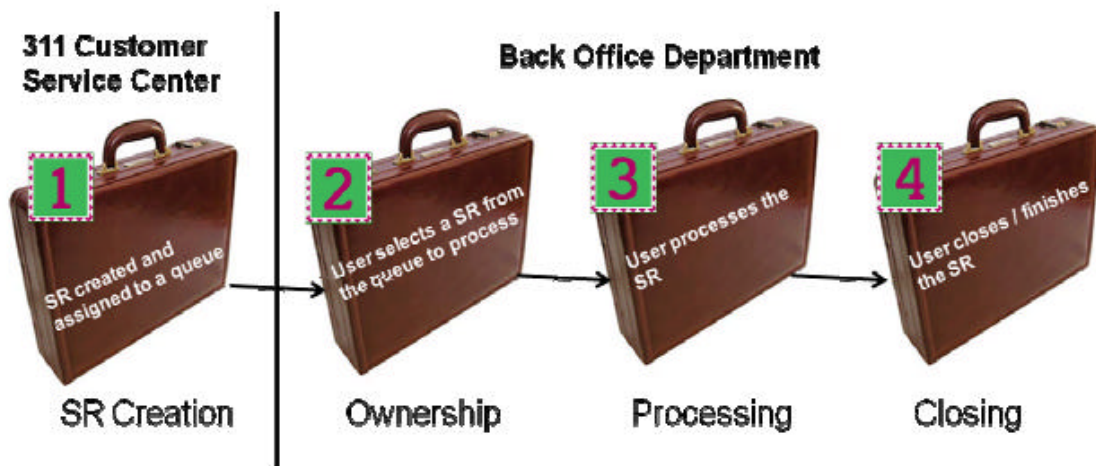 311 Customer
Service Center
Back Office Department
1
SR created and
assigned to a queue
2
User selects a SR from
the queue to process
3
User processes the
SR
4
User closes / finishes
the SR
SR Creation
Ownership
Processing
Closing